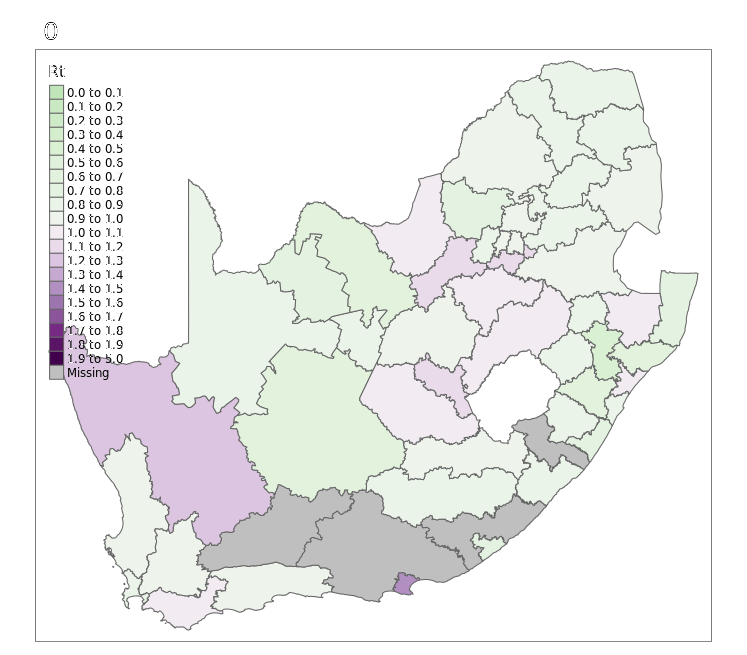 0
Rt
0.0 to 0.1
0.1 to 0.2
0.2 to 0.3
0.3 to 0.4
0.4 to 0.5
0.5 to 0.6
0.6 to 0.7
0.7 to 0.8
0.8 to 0.9
0.9 to 1.0
1.0 to 1.1
1.1 to 1.2
1.2 to 1.3
1.3 to 1.4
1.4 to 1.5
1.5 to 1.6
1.6 to 1.7
1.7 to 1.8
1.8 to 1.9
1.9 to 5.0
Missing